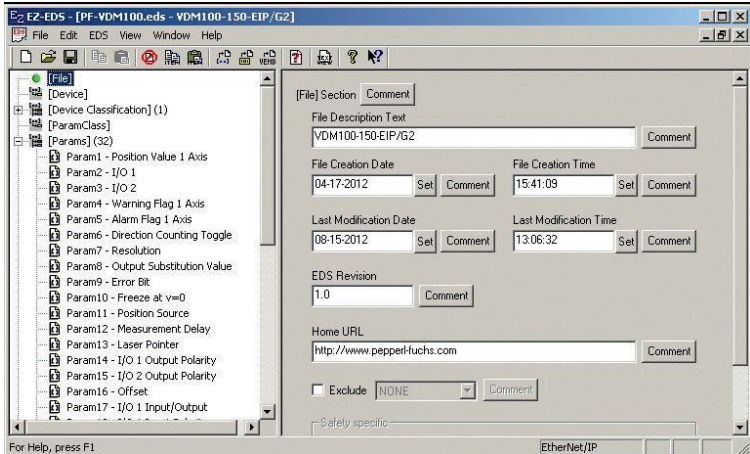 EZ-EDS - [PF-VDM100.eds - VDM100-150-EIP/G2]
File Edit EDS View Window Help
[File]
[Device]
[Device Classification] (1)
[ParamClass]
[Params] (32)
Param1 - Position Value 1 Axis
Param2 - I/O 1
Param3 - I/O 2
Param4 - Warning Flag 1 Axis
Param5 - Alarm Flag 1 Axis
Param6 - Direction Counting Toggle
Param7 - Resolution
Param8 - Output Substitution Value
Param9 - Error Bit
Param10 - Freeze at v=0
Param11 - Position Source
Param12 - Measurement Delay
Param13 - Laser Pointer
Param14 - I/O 1 Output Polarity
Param15 - I/O 2 Output Polarity
Param16 - Offset
Param17 - I/O 1 Input/Output
[File] Section Comment
File Description Text
VDM100-150-EIP/G2 Comment
File Creation Date File Creation Time
04-17-2012 Set Comment 15:41:09 Set Comment
Last Modification Date Last Modification Time
08-15-2012 Set Comment 13:06:32 Set Comment
EDS Revision
1.0 Comment
Home URL
http://www.pepperl-fuchs.com Comment
Exclude NONE Comment
Safety specific
For Help, press F1 EtherNet/IP